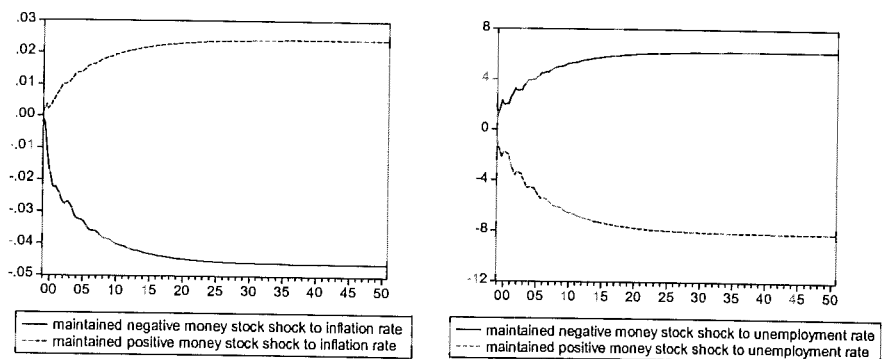 .03
.02
.01
.00
-.01
-.02
-.03
-.04
-.05
00 05 10 15 20 25 30 35 40 45 50
maintained negative money stock shock to inflation rate
maintained positive money stock shock to inflation rate
8
4
0
-4
-8
-12
00 05 10 15 20 25 30 35 40 45 50
maintained negative money stock shock to unemployment rate
maintained positive money stock shock to unemployment rate